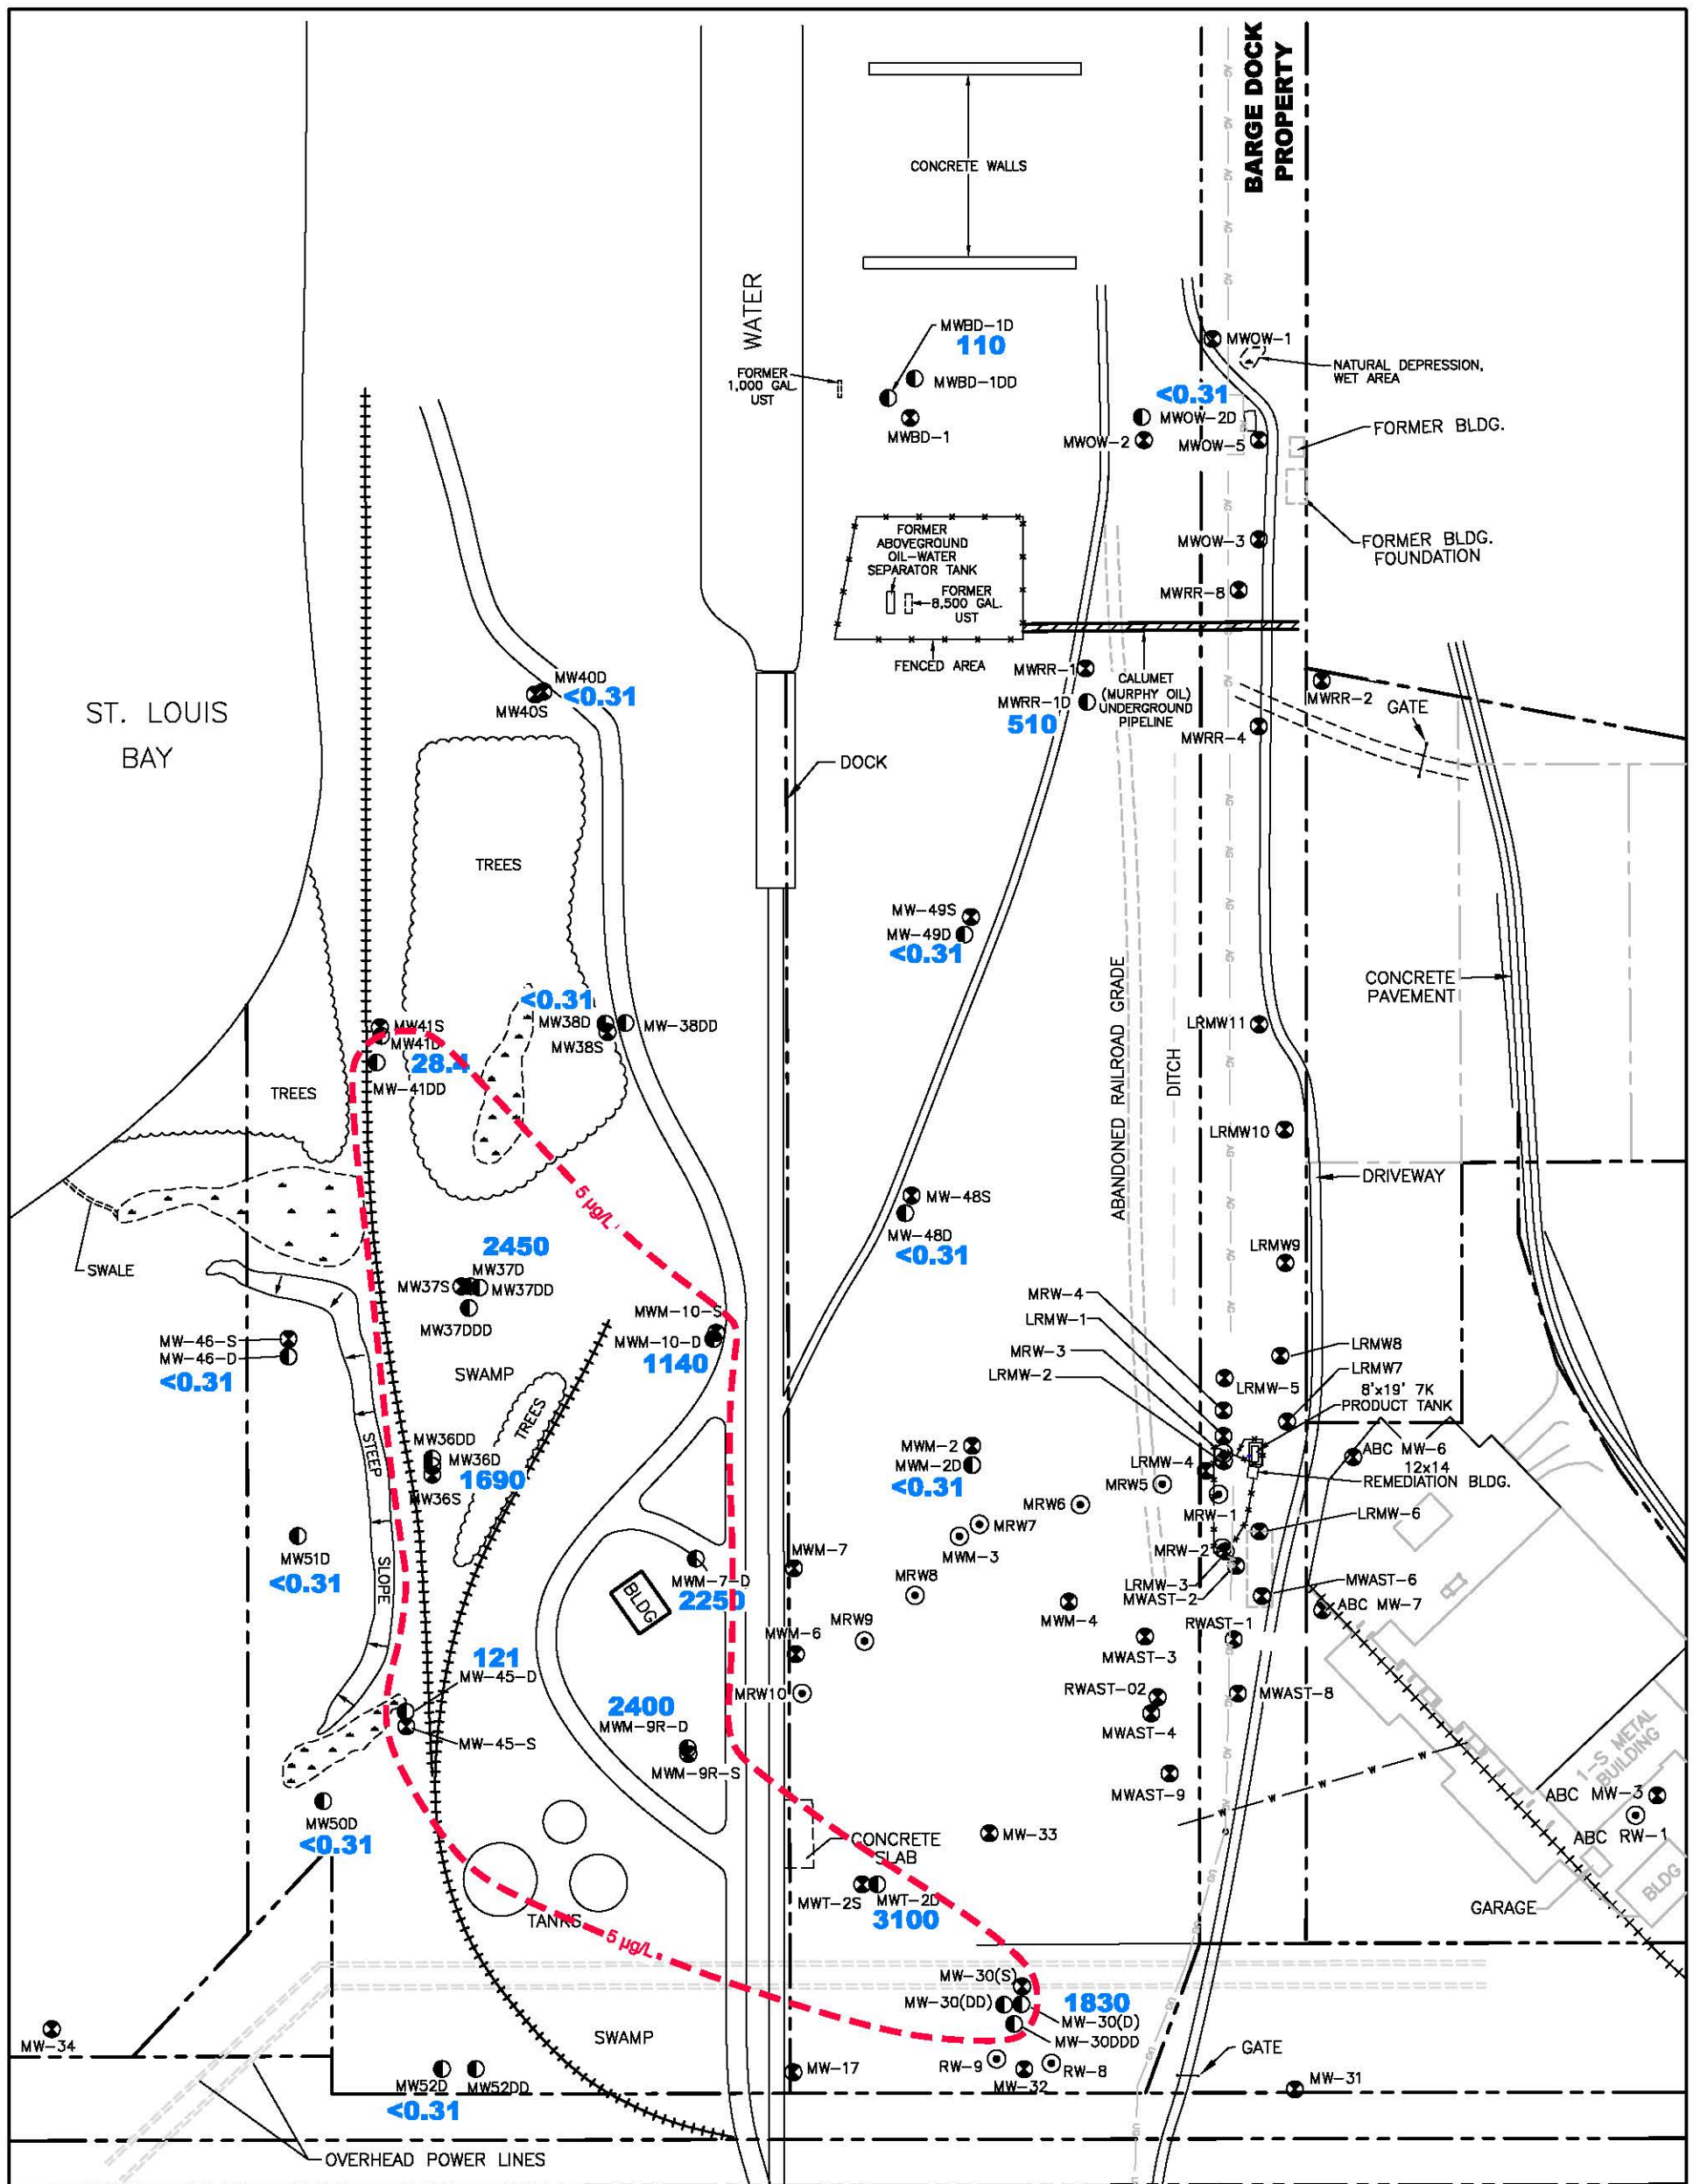 BARGE DOCK
PROPERTY
CONCRETE WALLS
WATER
MWBD-1D
110
FORMER
1,000 GAL
UST
MWBD-1DD
MWBD-1
MWOW-1
NATURAL DEPRESSION,
WET AREA
<0.31
MWOW-2D
MWOW-2
MWOW-5
FORMER BLDG.
FORMER BLDG.
FOUNDATION
MWOW-3
MWRR-8
FORMER
ABOVEGROUND
OIL-WATER
SEPARATOR TANK
FORMER
8,500 GAL.
UST
FENCED AREA
MWRR-1
MWRR-1D
510
CALUMET
(MURPHY OIL)
UNDERGROUND
PIPELINE
MWRR-2
GATE
MWRR-4
MW40D
<0.31
MW40S
ST. LOUIS
BAY
DOCK
TREES
MW-49S
MW-49D
<0.31
ABANDONED RAILROAD GRADE
DITCH
CONCRETE
PAVEMENT
LRMW11
<0.31
MW38D
MW-38DD
MW38S
MW41S
MW41D
28.4
MW-41DD
TREES
LRMW10
DRIVEWAY
5 µg/L
MW-48S
MW-48D
<0.31
SWALE
LRMW9
2450
MW37D
MW37S
MW37DD
MW37DDD
MWM-10-S
MWM-10-D
1140
MW-46-S
MW-46-D
<0.31
SWAMP
MRW-4
LRMW-1
MRW-3
LRMW-2
LRMW8
LRMW7
LRMW-5
8'x19' 7K
PRODUCT TANK
TREES
STEEP
SLOPE
MW36DD
MW36D
1690
MW36S
MWM-2
MWM-2D
<0.31
LRMW-4
ABC MW-6
12x14
REMEDIATION BLDG.
MRW5
MRW6
MRW7
MWM-3
MRW-1
LRMW-6
MW51D
<0.31
MWM-7-D
2250
MWM-7
BLDG
MRW8
MRW-2
LRMW-3
MWAST-2
MWAST-6
ABC MW-7
MWM-4
MRW9
MWM-6
RWAST-1
MWAST-3
121
MW-45-D
MW-45-S
MRW10
RWAST-02
MWAST-4
MWAST-8
2400
MWM-9R-D
MWM-9R-S
MWAST-9
1-S METAL
BUILDING
ABC MW-3
ABC RW-1
MW50D
<0.31
MW-33
CONCRETE
SLAB
MWT-2S
MWT-2D
3100
BLDG
GARAGE
TANKS
5 µg/L
MW-30(S)
MW-30(DD)
1830
MW-30(D)
MW-30DDD
SWAMP
MW-34
RW-9
RW-8
MW-32
GATE
MW-17
MW-31
MW52D
MW52DD
<0.31
OVERHEAD POWER LINES